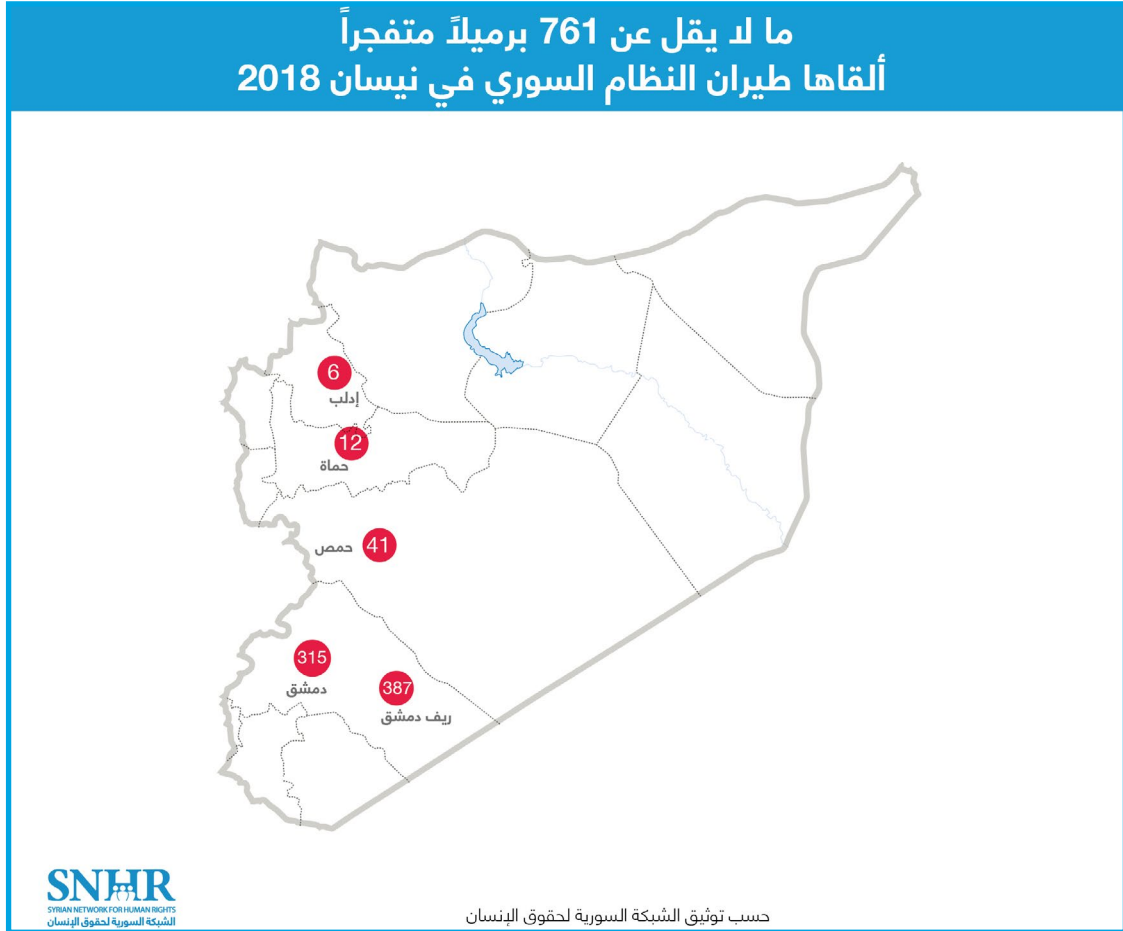 ما لا يقل عن 761 برميلاً متفجراً
ألقاها طيران النظام السوري في نيسان 2018
6
إدلب
12
حماة
41
حمص
315
دمشق
387
ريف دمشق
SNHR
SYRIAN NETWORK FOR HUMAN RIGHTS
الشبكة السورية لحقوق الإنسان
حسب توثيق الشبكة السورية لحقوق الإنسان